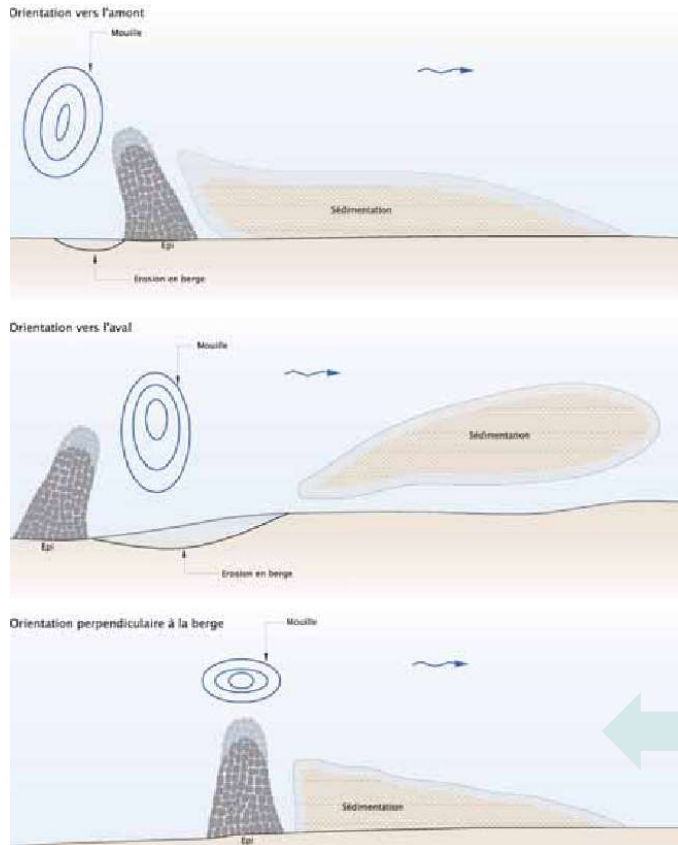 Orientation vers l'amont
Mouille
Sédimentation
Epi
Erosion en berge
Orientation vers l'aval
Mouille
Sédimentation
Epi
Erosion en berge
Orientation perpendiculaire à la berge
Mouille
Sédimentation
Epi